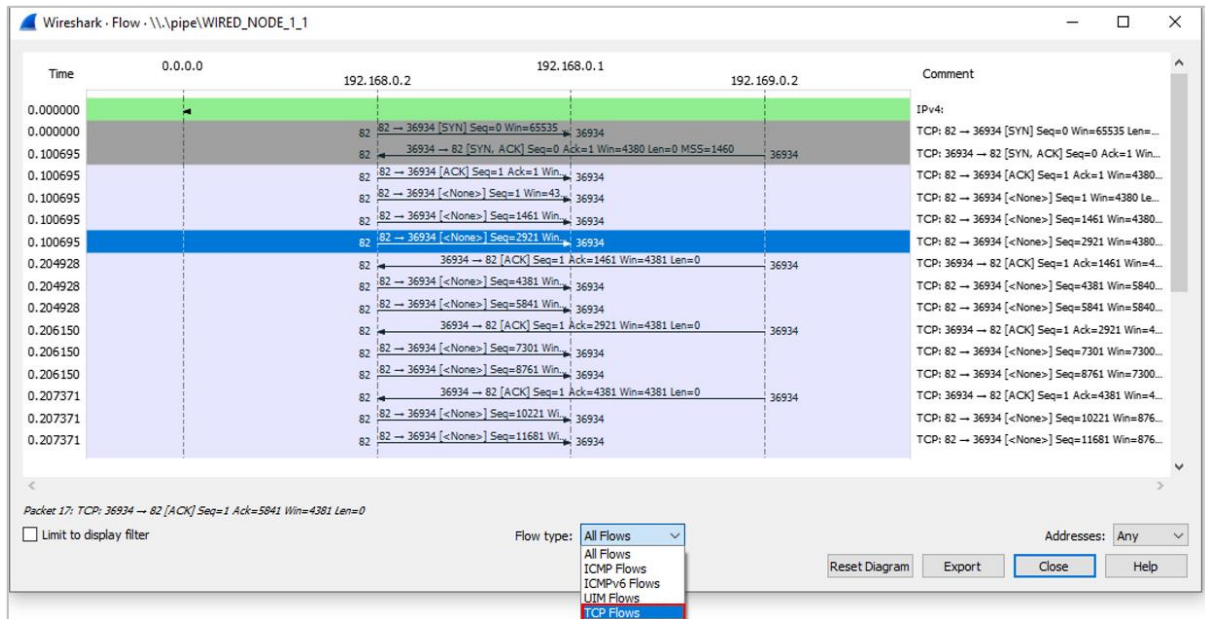 Wireshark · Flow · \\.\pipe\WIRED_NODE_1_1
Time 0.0.0.0 192.168.0.2 192.168.0.1 192.169.0.2 Comment
0.000000 IPv4:
0.000000 82 82 → 36934 [SYN] Seq=0 Win=65535 36934 TCP: 82 → 36934 [SYN] Seq=0 Win=65535 Len=...
0.100695 82 36934 → 82 [SYN, ACK] Seq=0 Ack=1 Win=4380 Len=0 MSS=1460 36934 TCP: 36934 → 82 [SYN, ACK] Seq=0 Ack=1 Win...
0.100695 82 82 → 36934 [ACK] Seq=1 Ack=1 Win... 36934 TCP: 82 → 36934 [ACK] Seq=1 Ack=1 Win=4380...
0.100695 82 82 → 36934 [<None>] Seq=1 Win=43... 36934 TCP: 82 → 36934 [<None>] Seq=1 Win=4380 Le...
0.100695 82 82 → 36934 [<None>] Seq=1461 Win... 36934 TCP: 82 → 36934 [<None>] Seq=1461 Win=4380...
0.100695 82 82 → 36934 [<None>] Seq=2921 Win... 36934 TCP: 82 → 36934 [<None>] Seq=2921 Win=4380...
0.204928 82 36934 → 82 [ACK] Seq=1 Ack=1461 Win=4381 Len=0 36934 TCP: 36934 → 82 [ACK] Seq=1 Ack=1461 Win=4...
0.204928 82 82 → 36934 [<None>] Seq=4381 Win... 36934 TCP: 82 → 36934 [<None>] Seq=4381 Win=5840...
0.204928 82 82 → 36934 [<None>] Seq=5841 Win... 36934 TCP: 82 → 36934 [<None>] Seq=5841 Win=5840...
0.206150 82 36934 → 82 [ACK] Seq=1 Ack=2921 Win=4381 Len=0 36934 TCP: 36934 → 82 [ACK] Seq=1 Ack=2921 Win=4...
0.206150 82 82 → 36934 [<None>] Seq=7301 Win... 36934 TCP: 82 → 36934 [<None>] Seq=7301 Win=7300...
0.206150 82 82 → 36934 [<None>] Seq=8761 Win... 36934 TCP: 82 → 36934 [<None>] Seq=8761 Win=7300...
0.207371 82 36934 → 82 [ACK] Seq=1 Ack=4381 Win=4381 Len=0 36934 TCP: 36934 → 82 [ACK] Seq=1 Ack=4381 Win=4...
0.207371 82 82 → 36934 [<None>] Seq=10221 Wi... 36934 TCP: 82 → 36934 [<None>] Seq=10221 Win=876...
0.207371 82 82 → 36934 [<None>] Seq=11681 Wi... 36934 TCP: 82 → 36934 [<None>] Seq=11681 Win=876...
Packet 17: TCP: 36934 → 82 [ACK] Seq=1 Ack=5841 Win=4381 Len=0
Limit to display filter Flow type: All Flows Addresses: Any
All Flows
ICMP Flows
ICMPv6 Flows
UIM Flows
TCP Flows
Reset Diagram Export Close Help